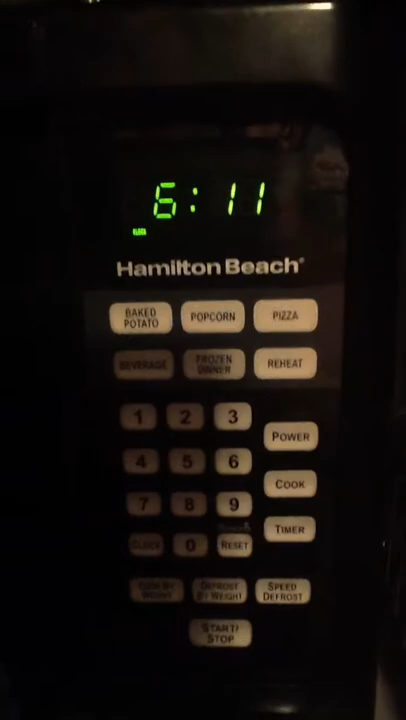 6:11
Hamilton Beach®
BAKED POTATO
POPCORN
PIZZA
BEVERAGE
FROZEN DINNER
REHEAT
1 2 3
POWER
4 5 6
COOK
7 8 9
TIMER
CLOCK 0 RESET
DEFROST BY WEIGHT
SPEED DEFROST
START/
STOP